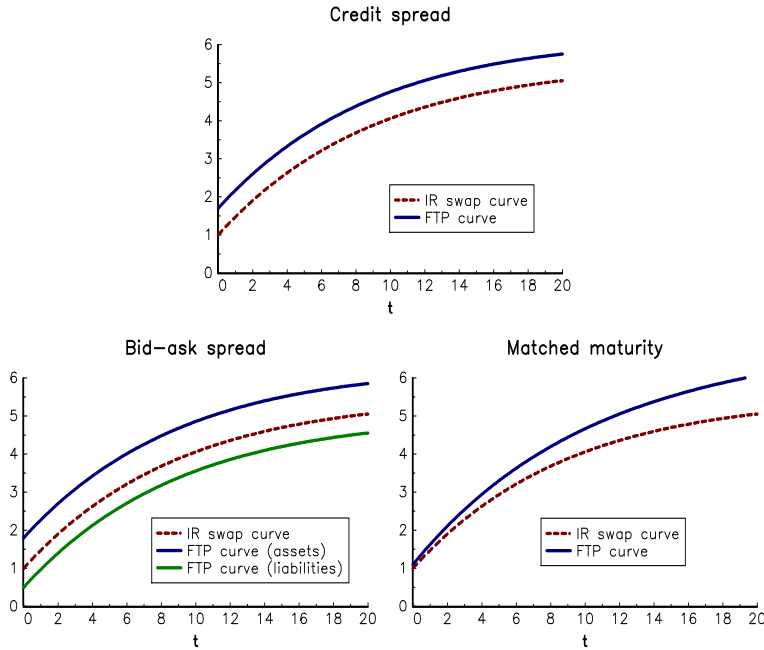 Credit spread
6
5
4
3
2
1
0
IR swap curve
FTP curve
0 2 4 6 8 10 12 14 16 18 20
t
Bid-ask spread
6
5
4
3
2
1
0
IR swap curve
FTP curve (assets)
FTP curve (liabilities)
0 2 4 6 8 10 12 14 16 18 20
t
Matched maturity
6
5
4
3
2
1
0
IR swap curve
FTP curve
0 2 4 6 8 10 12 14 16 18 20
t